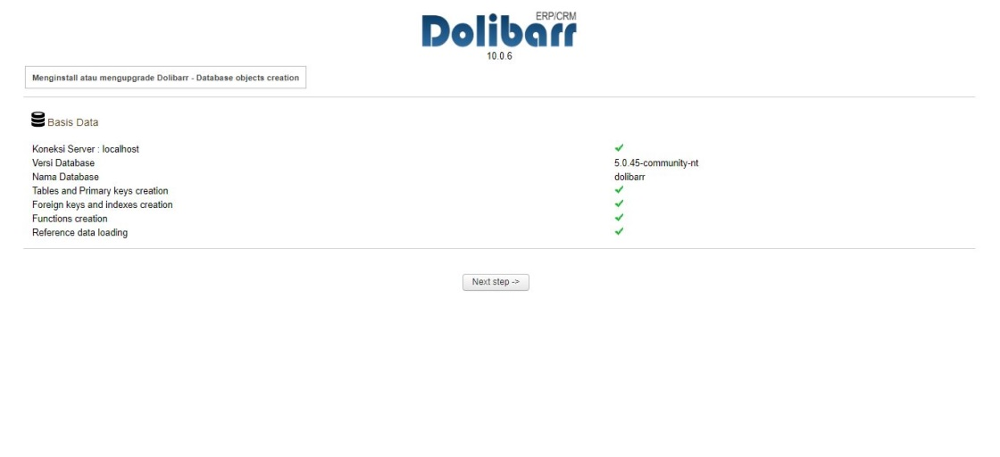 ERP/CRM
Dolibarr
10.0.6
Menginstall atau mengupgrade Dolibarr - Database objects creation
Basis Data
Koneksi Server : localhost
Versi Database 5.0.45-community-nt
Nama Database dolibarr
Tables and Primary keys creation
Foreign keys and indexes creation
Functions creation
Reference data loading
Next step ->